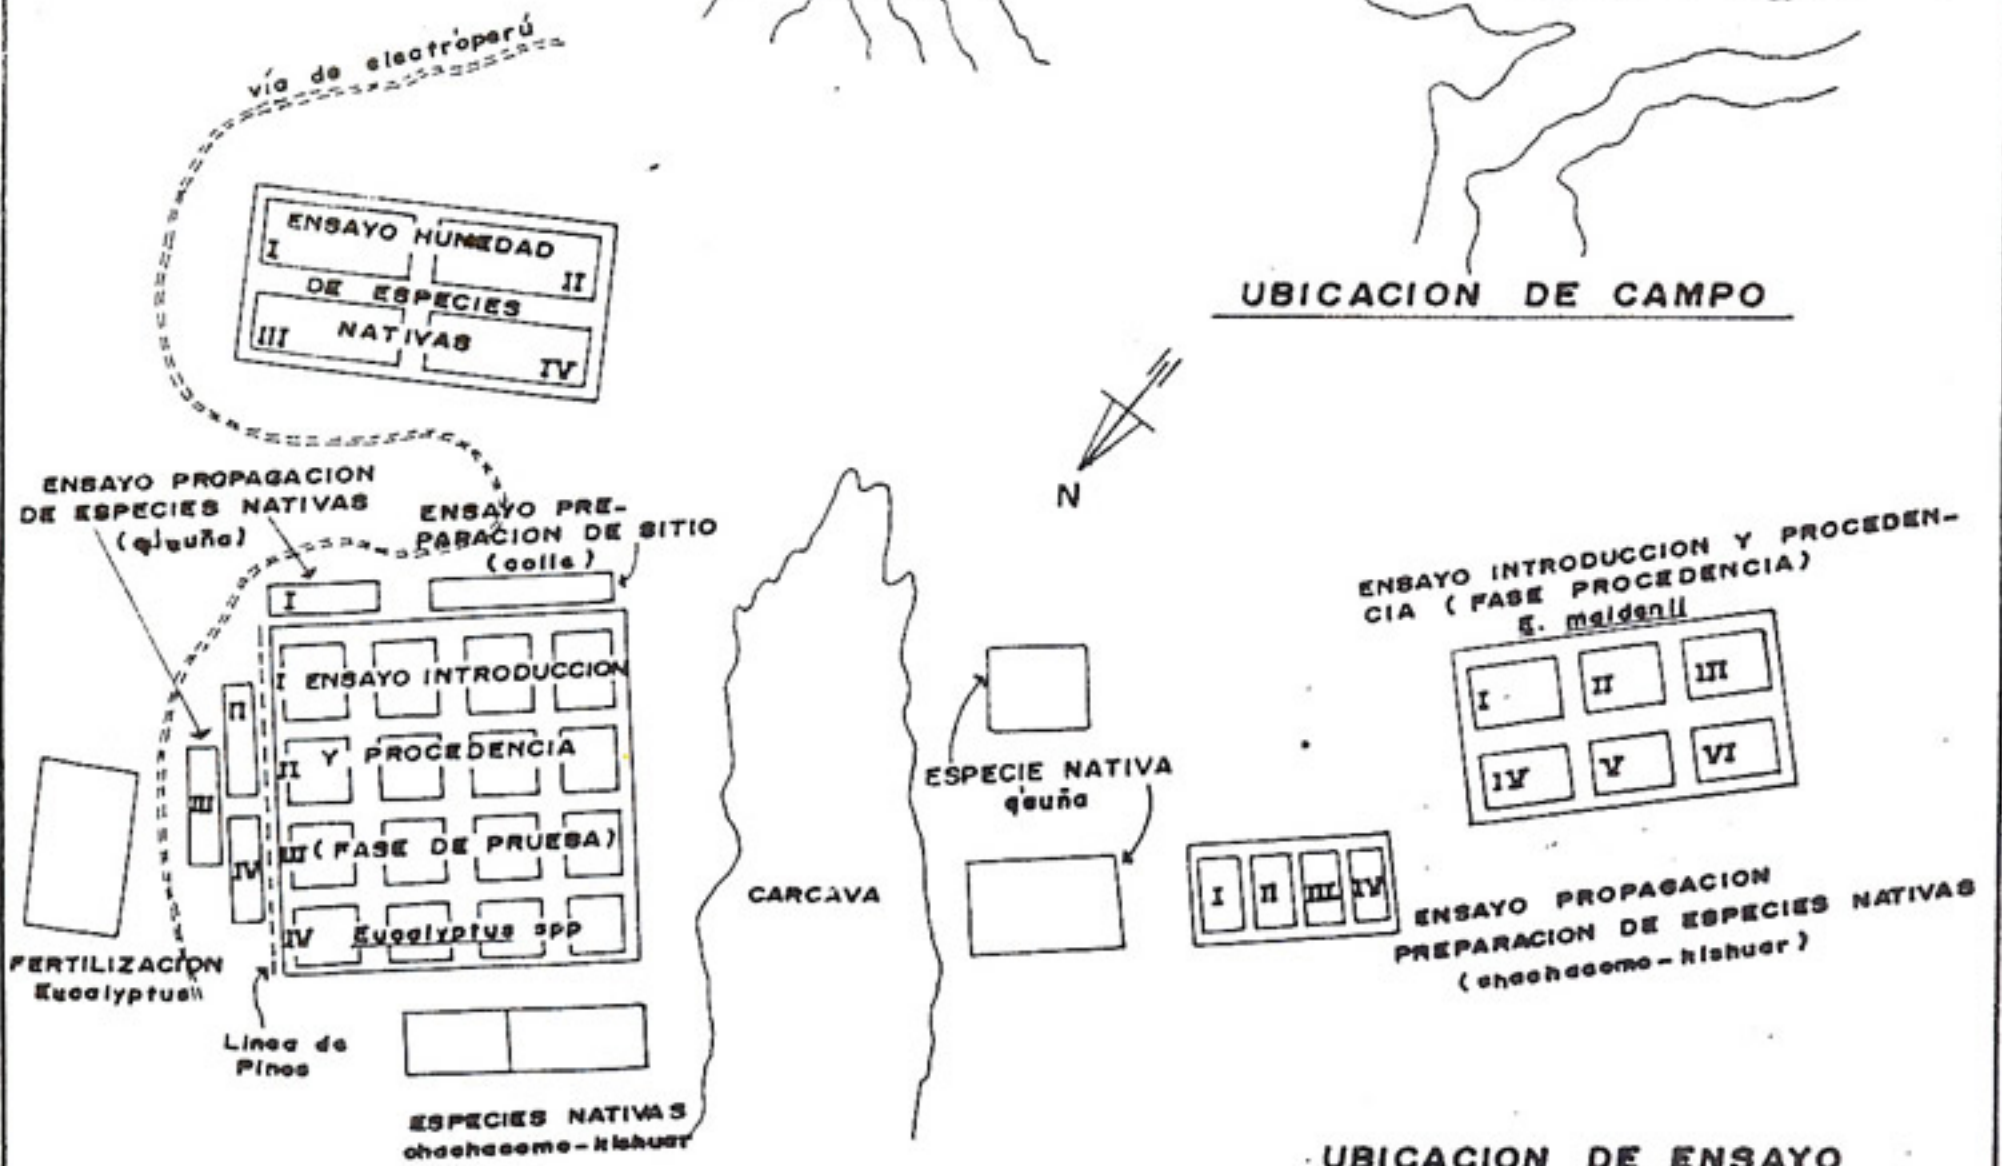 vía de electroperú
ENSAYO HUMEDAD
I
II
DE ESPECIES
NATIVAS
III
IV
UBICACION DE CAMPO
N
ENSAYO PROPAGACION
DE ESPECIES NATIVAS
ENSAYO PRE-
PARACION DE SITIO
(colle)
I
II
III
IV
I ENSAYO INTRODUCCION
II Y PROCEDENCIA
III (FASE DE PRUEBA)
IV Eucalyptus spp
FERTILIZACION
Eucalyptus
Linea de
Pinos
ESPECIES NATIVAS
chachacomo-kishuar
CARCAVA
ESPECIE NATIVA
q'euña
ENSAYO INTRODUCCION Y PROCEDEN-
CIA (FASE PROCEDENCIA)
E. maidenii
I
II
III
IV
V
VI
I
II
III
IV
ENSAYO PROPAGACION
PREPARACION DE ESPECIES NATIVAS
(chachacomo-kishuar)
UBICACION DE ENSAYO